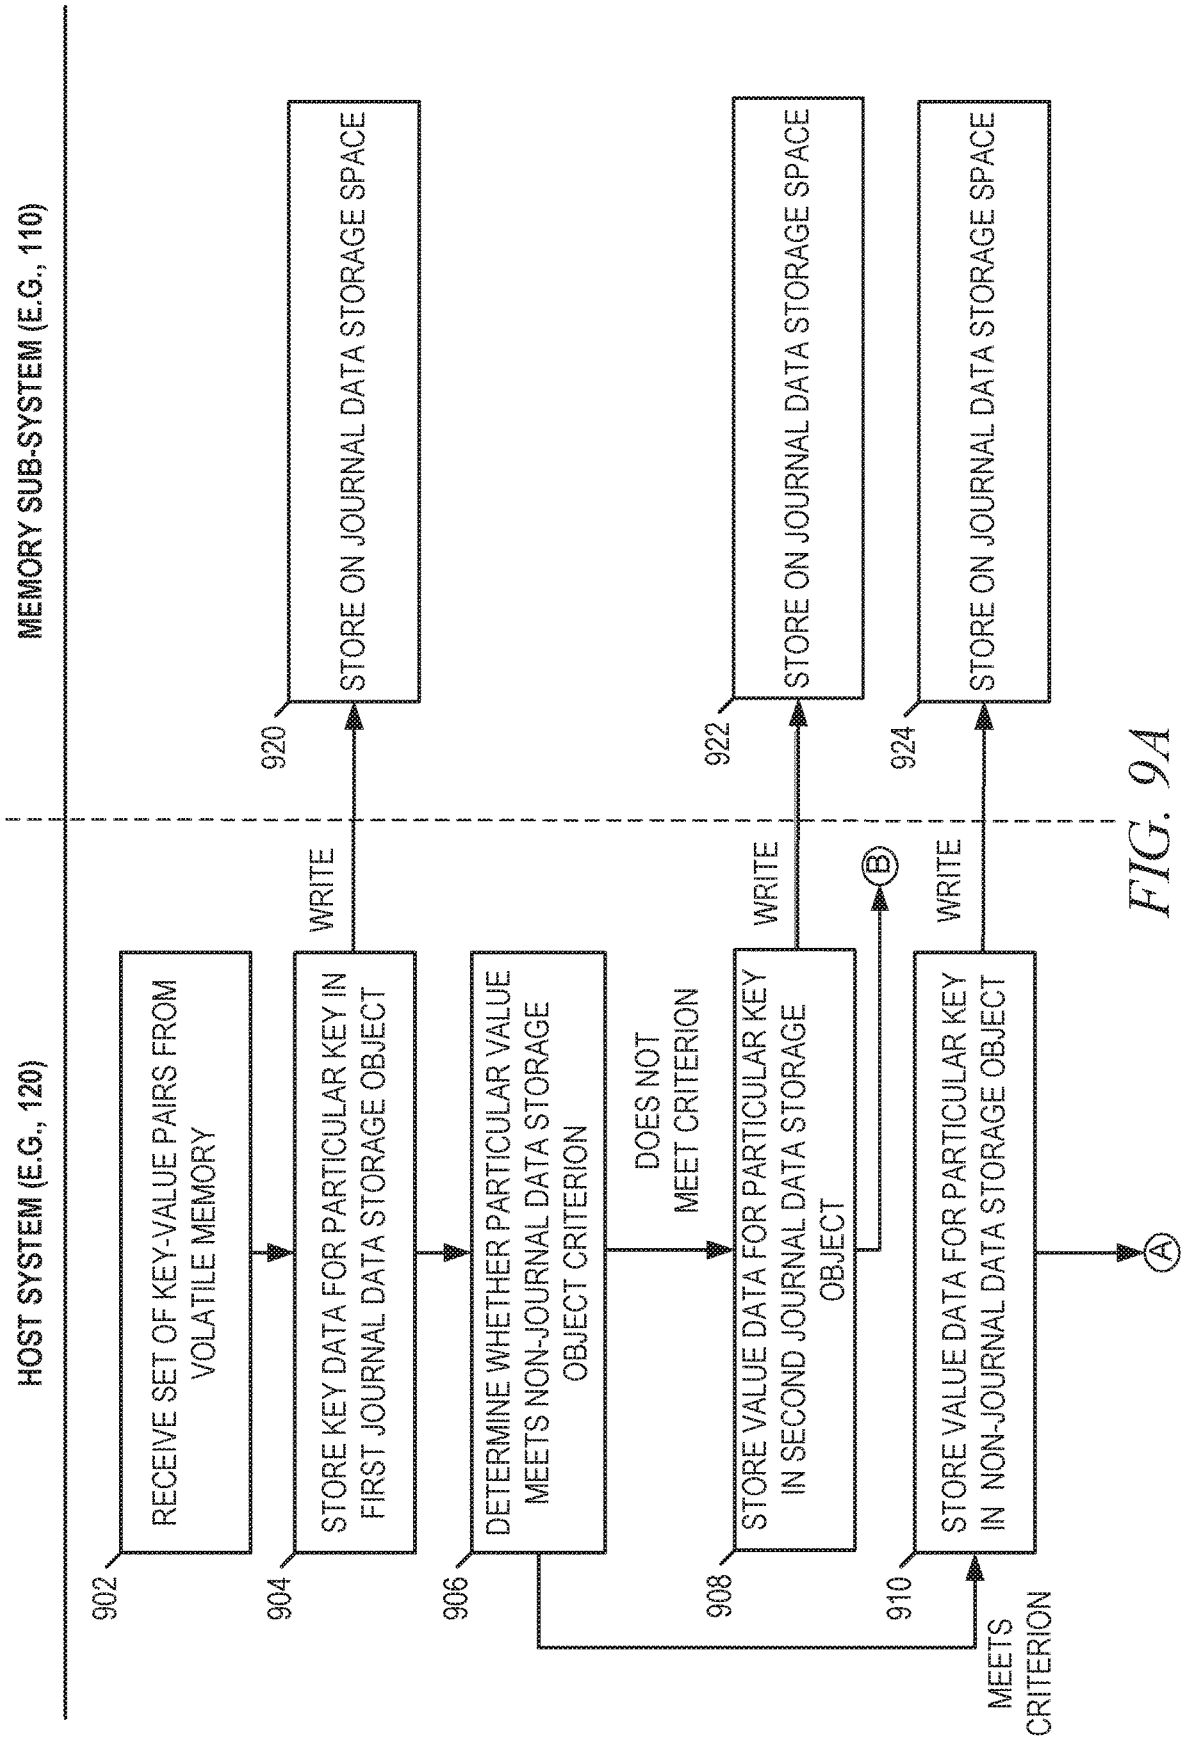 HOST SYSTEM (E.G., 120)
MEMORY SUB-SYSTEM (E.G., 110)
902
RECEIVE SET OF KEY-VALUE PAIRS FROM
VOLATILE MEMORY
904
STORE KEY DATA FOR PARTICULAR KEY IN
FIRST JOURNAL DATA STORAGE OBJECT
WRITE
920
STORE ON JOURNAL DATA STORAGE SPACE
906
DETERMINE WHETHER PARTICULAR VALUE
MEETS NON-JOURNAL DATA STORAGE
OBJECT CRITERION
DOES NOT
MEET CRITERION
908
STORE VALUE DATA FOR PARTICULAR KEY
IN SECOND JOURNAL DATA STORAGE
OBJECT
WRITE
922
STORE ON JOURNAL DATA STORAGE SPACE
B
910
STORE VALUE DATA FOR PARTICULAR KEY
IN NON-JOURNAL DATA STORAGE OBJECT
WRITE
924
STORE ON JOURNAL DATA STORAGE SPACE
MEETS
CRITERION
A
FIG. 9A